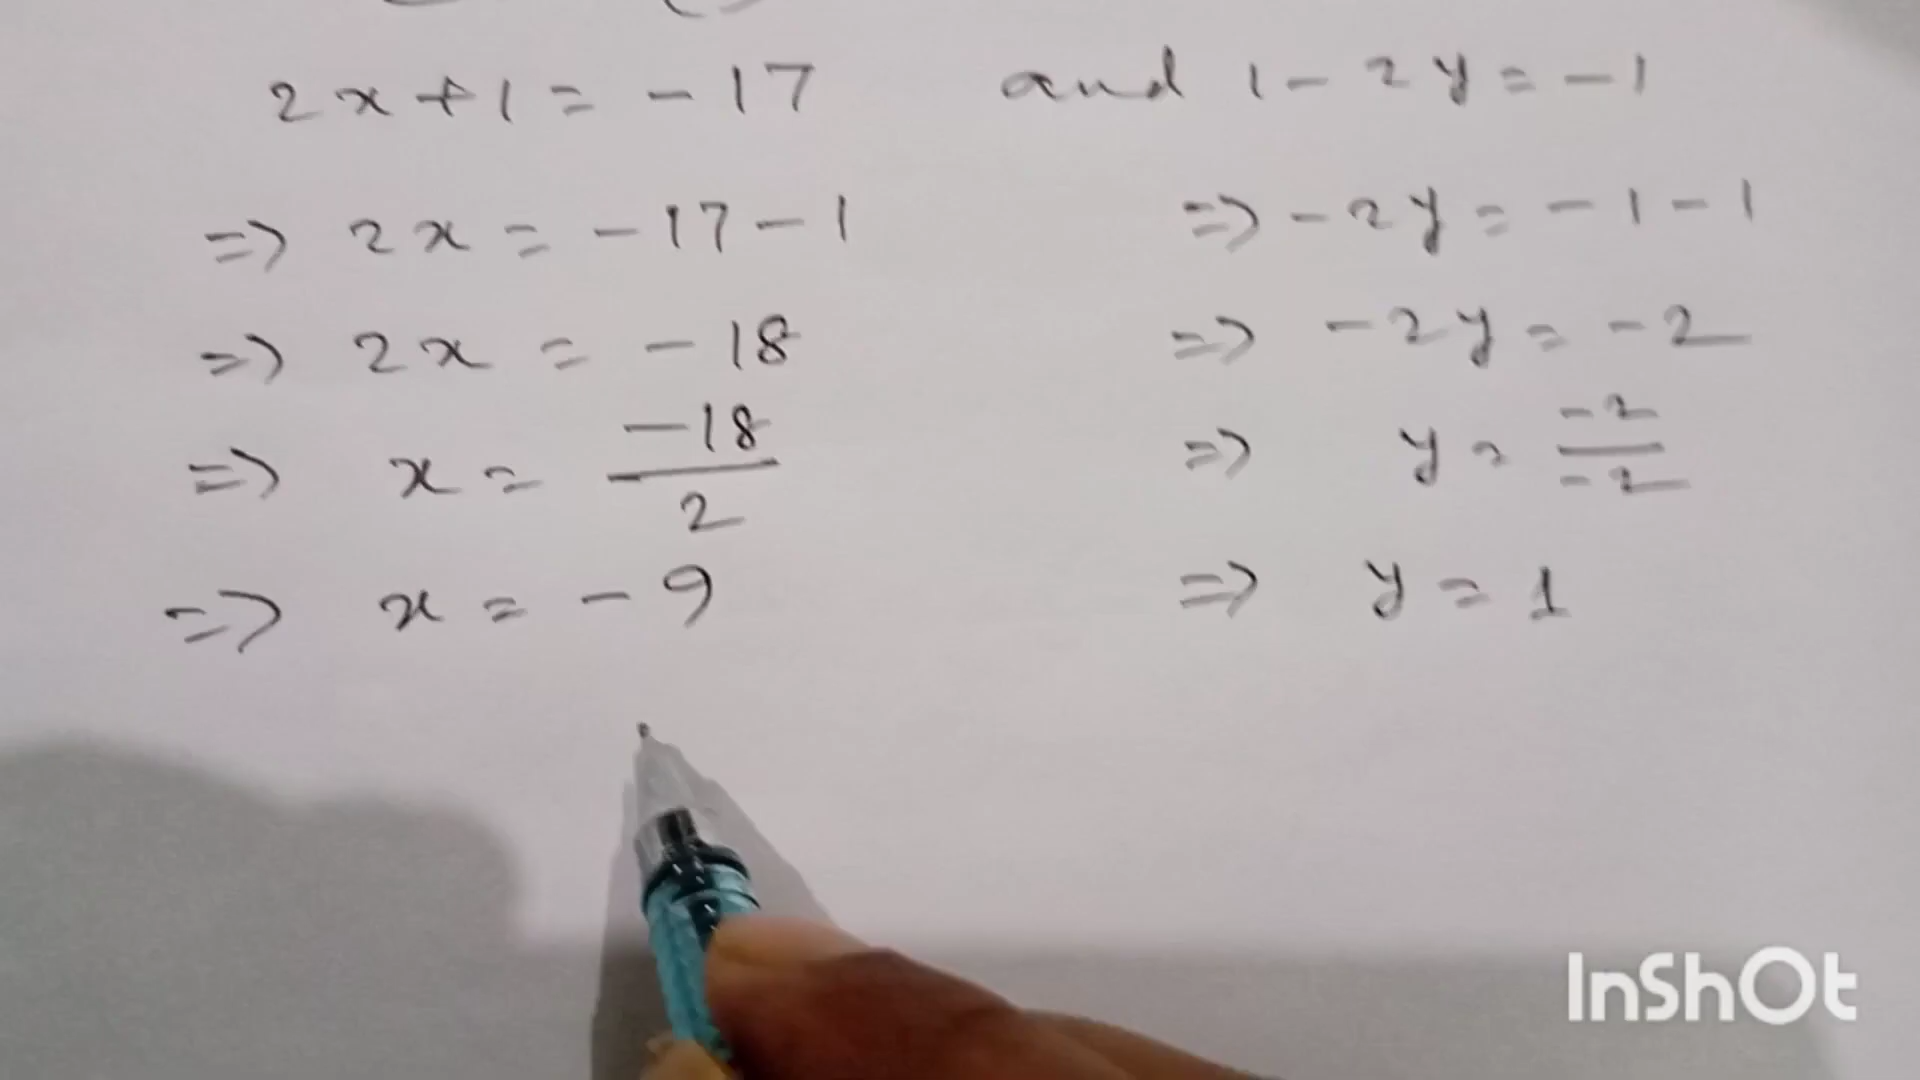 2x+1 = -17 and 1-2y = -1
=> 2x = -17-1 => -2y = -1-1
=> 2x = -18 => -2y = -2
=> x = -18/2 => y = -2/-2
=> x = -9 => y = 1
InShOt